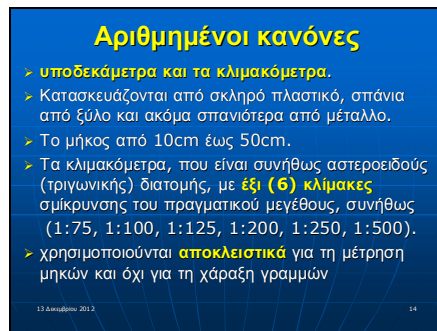 Αριθμημένοι κανόνες
➢ υποδεκάμετρα και τα κλιμακόμετρα.
➢ Κατασκευάζονται από σκληρό πλαστικό, σπάνια
από ξύλο και ακόμα σπανιότερα από μέταλλο.
➢ Το μήκος από 10cm έως 50cm.
➢ Τα κλιμακόμετρα, που είναι συνήθως αστεροειδούς
(τριγωνικής) διατομής, με έξι (6) κλίμακες
σμίκρυνσης του πραγματικού μεγέθους, συνήθως
(1:75, 1:100, 1:125, 1:200, 1:250, 1:500).
➢ χρησιμοποιούνται αποκλειστικά για τη μέτρηση
μηκών και όχι για τη χάραξη γραμμών
13 Δεκεμβρίου 2012
14